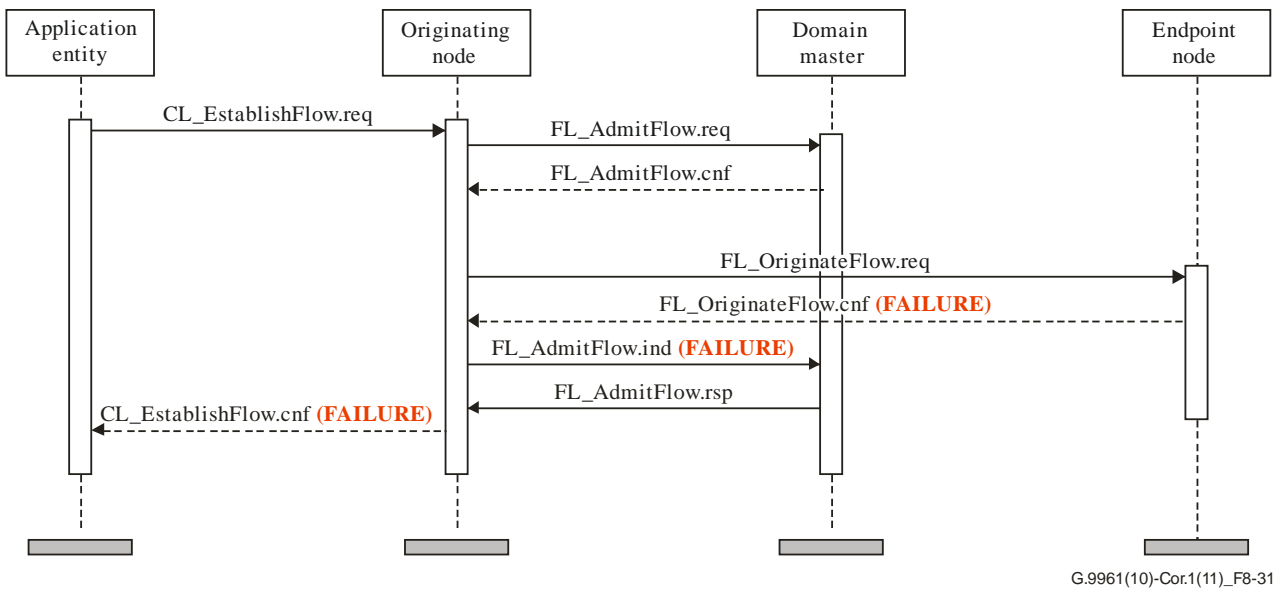 Application
entity
Originating
node
Domain
master
Endpoint
node
CL_EstablishFlow.req
FL_AdmitFlow.req
FL_AdmitFlow.cnf
FL_OriginateFlow.req
FL_OriginateFlow.cnf (FAILURE)
FL_AdmitFlow.ind (FAILURE)
FL_AdmitFlow.rsp
CL_EstablishFlow.cnf (FAILURE)
G.9961(10)-Cor.1(11)_F8-31